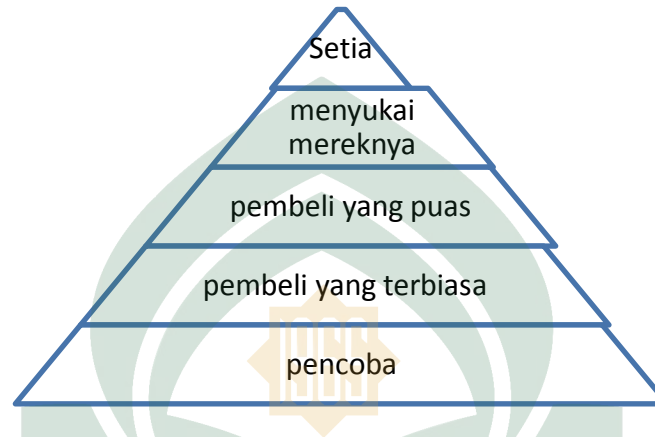 Setia
menyukai
mereknya
pembeli yang puas
pembeli yang terbiasa
pencoba